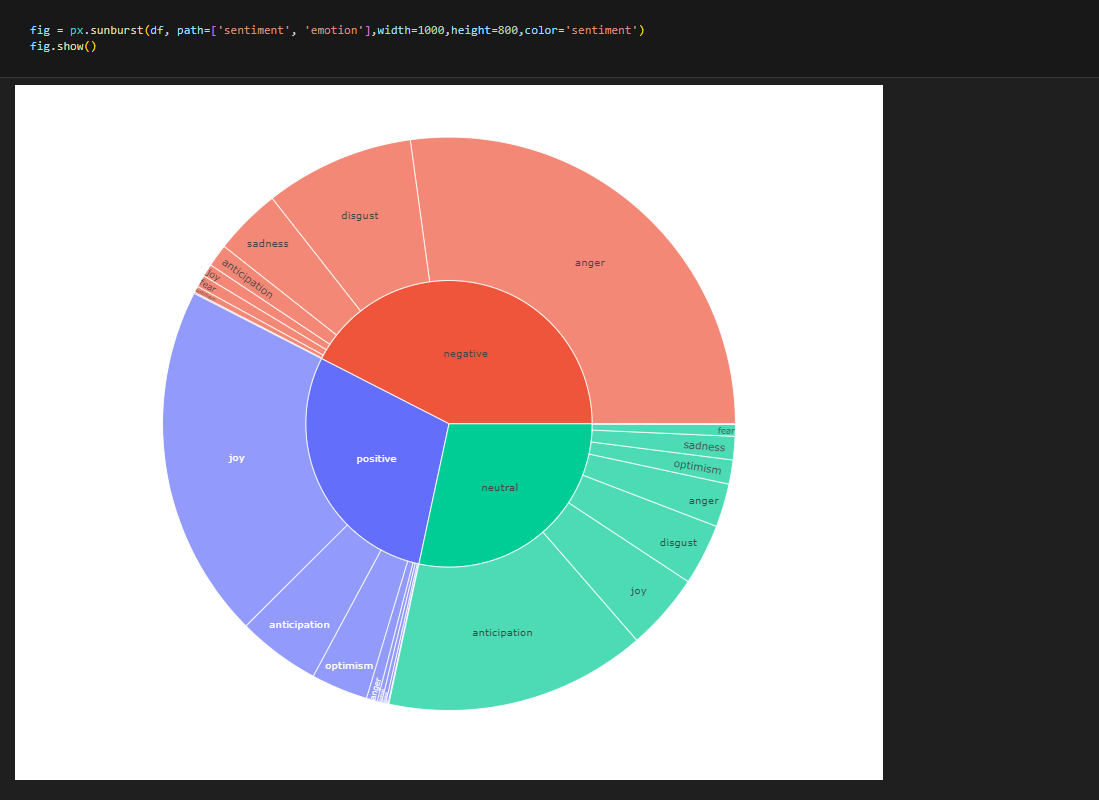 fig = px.sunburst(df, path=['sentiment', 'emotion'],width=1000,height=800,color='sentiment')
fig.show()
disgust
sadness
anger
anticipation
joy
fear
negative
fear
sadness
joy
positive
optimism
neutral
anger
disgust
joy
anticipation
anticipation
optimism
anger